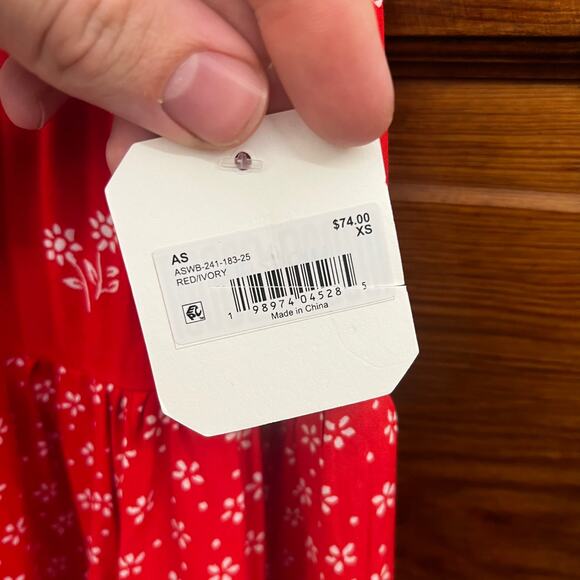 $74.00
AS XS
ASWB-241-183-25
RED/IVORY
1 98974 04528 5
Made in China